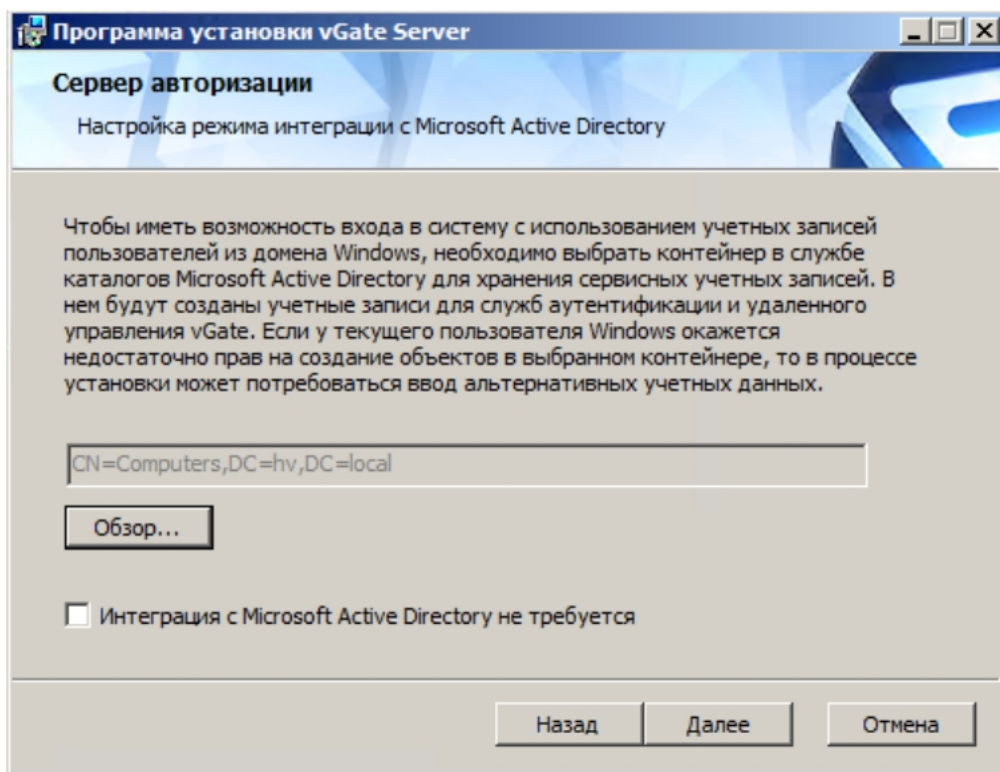 Программа установки vGate Server
Сервер авторизации
Настройка режима интеграции с Microsoft Active Directory
Чтобы иметь возможность входа в систему с использованием учетных записей
пользователей из домена Windows, необходимо выбрать контейнер в службе
каталогов Microsoft Active Directory для хранения сервисных учетных записей. В
нем будут созданы учетные записи для служб аутентификации и удаленного
управления vGate. Если у текущего пользователя Windows окажется
недостаточно прав на создание объектов в выбранном контейнере, то в процессе
установки может потребоваться ввод альтернативных учетных данных.
CN=Computers,DC=hv,DC=local
Обзор...
Интеграция с Microsoft Active Directory не требуется
Назад Далее Отмена